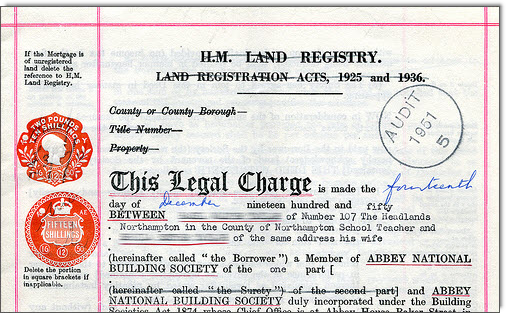 If the Mortgage is
of unregistered
land delete the
reference to H,M.
Land Registry.
H.M. LAND REGISTRY.
LAND REGISTRATION ACTS, 1925 and 1936.
County or County Borough
Title Number
Property
TWO POUNDS
TEN SHILLINGS
AUDIT
1951
5
This Legal Charge is made the fourteenth
day of December nineteen hundred and fifty
BETWEEN of Number 107 The Headlands
Northampton in the County of Northampton School Teacher and
of the same address his wife
FIFTEEN
SHILLINGS
16 12 50
Delete the portion
in square brackets if
inapplicable.
(hereinafter called "the Borrower") a Member of ABBEY NATIONAL
BUILDING SOCIETY of the one part [
(hereinafter called "the Surety") of the second part] and ABBEY
NATIONAL BUILDING SOCIETY duly incorporated under the Building
Societies Act 1874 whose Chief Office is at Abbey House Baker Street in